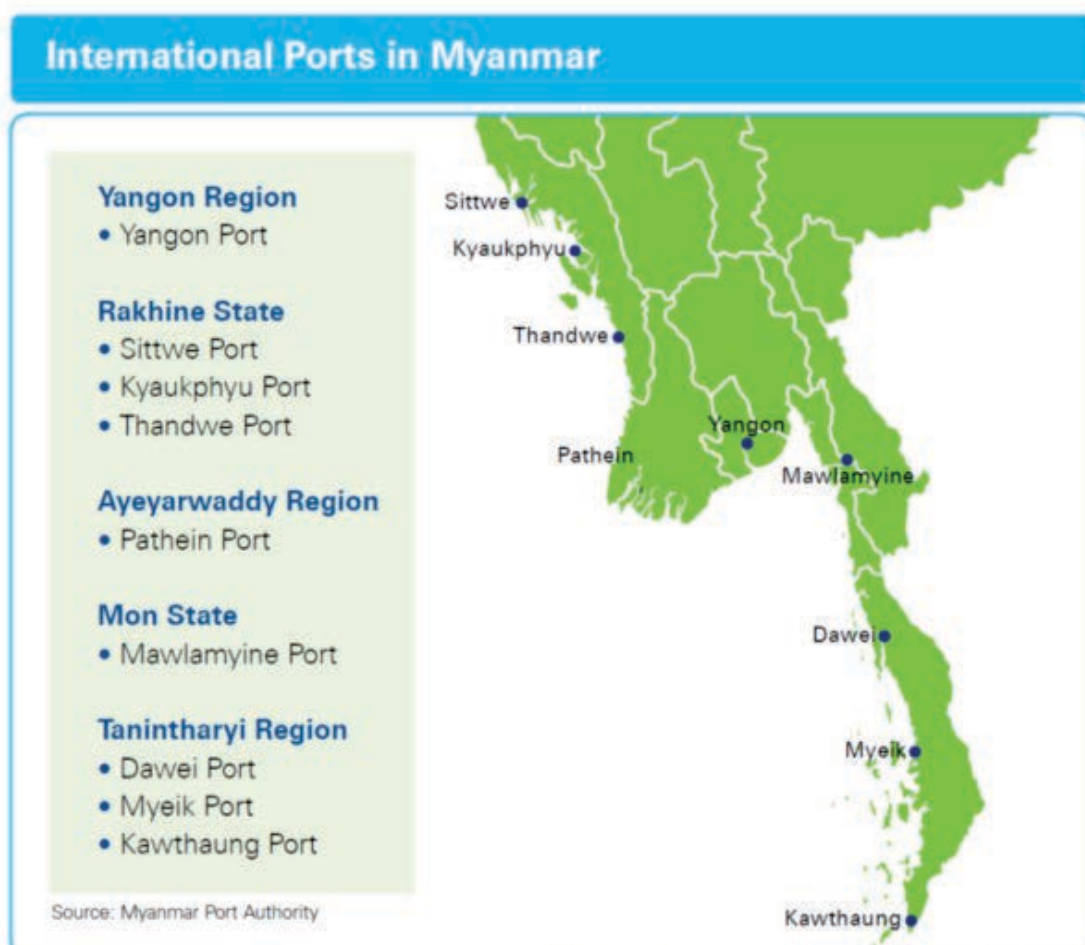 International Ports in Myanmar
Yangon Region
• Yangon Port
Rakhine State
• Sittwe Port
• Kyaukphyu Port
• Thandwe Port
Ayeyarwaddy Region
• Pathein Port
Mon State
• Mawlamyine Port
Tanintharyi Region
• Dawei Port
• Myeik Port
• Kawthaung Port
Source: Myanmar Port Authority
Sittwe
Kyaukphyu
Thandwe
Yangon
Pathein
Mawlamyine
Dawei
Myeik
Kawthaung